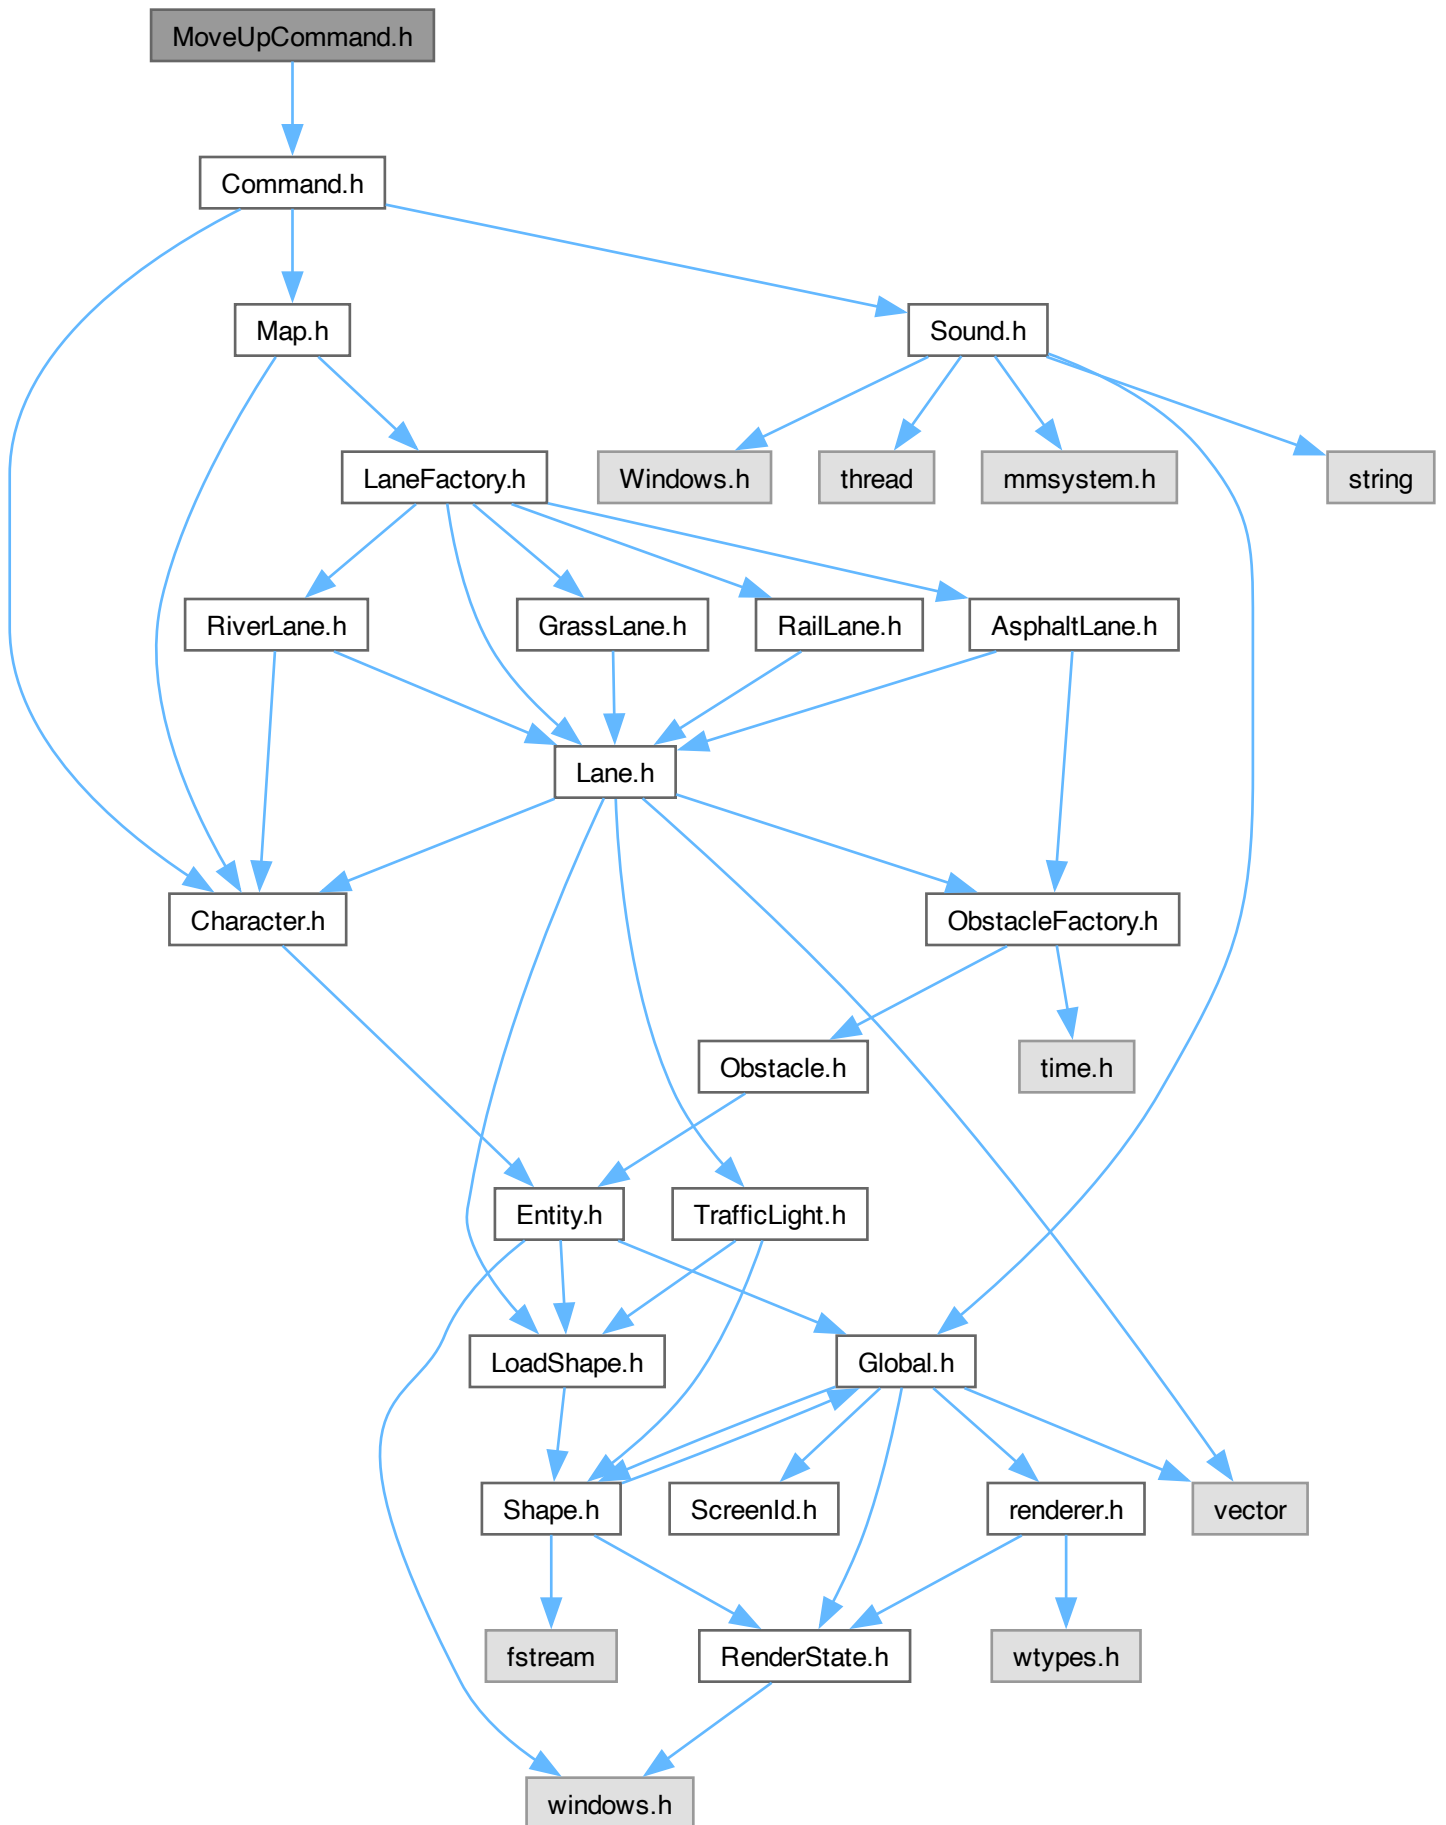 MoveUpCommand.h
Command.h
Map.h
Sound.h
LaneFactory.h
Windows.h
thread
mmsystem.h
string
RiverLane.h
GrassLane.h
RailLane.h
AsphaltLane.h
Lane.h
Character.h
ObstacleFactory.h
Obstacle.h
time.h
Entity.h
TrafficLight.h
LoadShape.h
Global.h
Shape.h
ScreenId.h
renderer.h
vector
fstream
RenderState.h
wtypes.h
windows.h